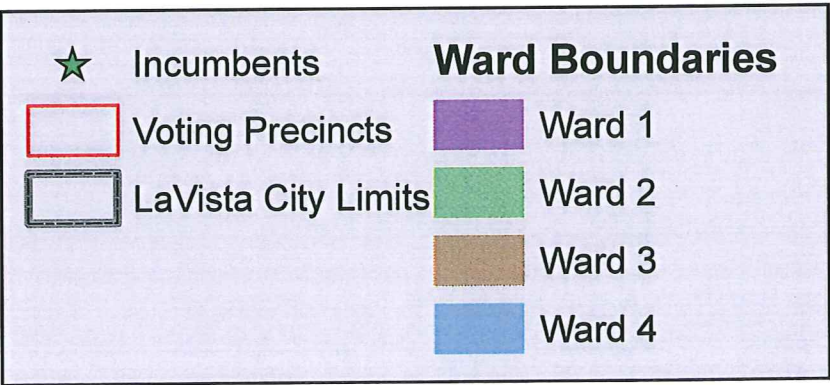 Incumbents
Voting Precincts
LaVista City Limits
Ward Boundaries
Ward 1
Ward 2
Ward 3
Ward 4